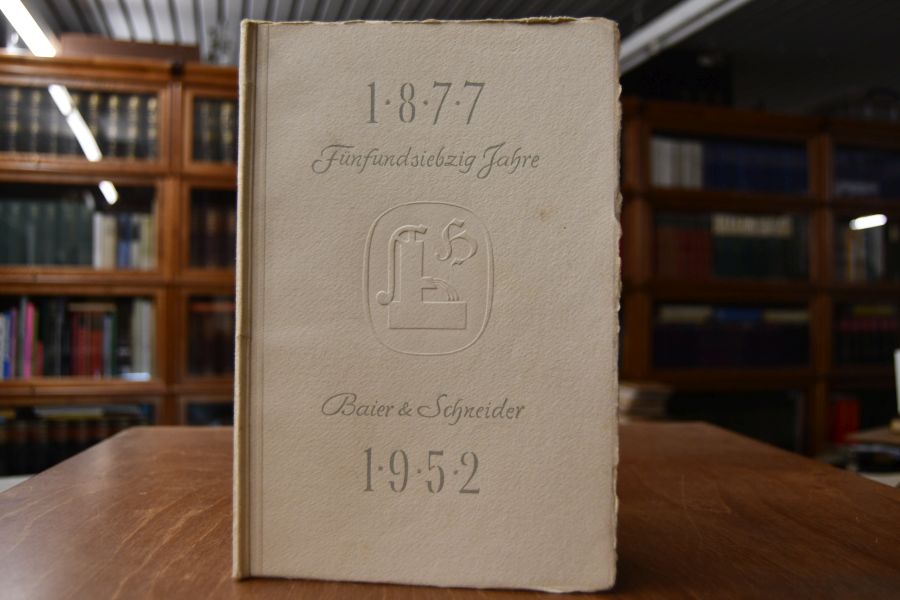 1·8·7·7
Fünfundsiebzig Jahre
Baier & Schneider
1·9·5·2